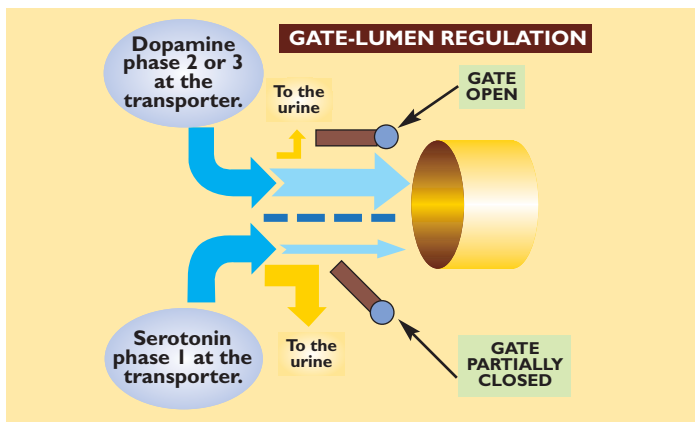 GATE-LUMEN REGULATION
Dopamine
phase 2 or 3
at the
transporter.
To the
urine
GATE
OPEN
Serotonin
phase 1 at the
transporter.
To the
urine
GATE
PARTIALLY
CLOSED